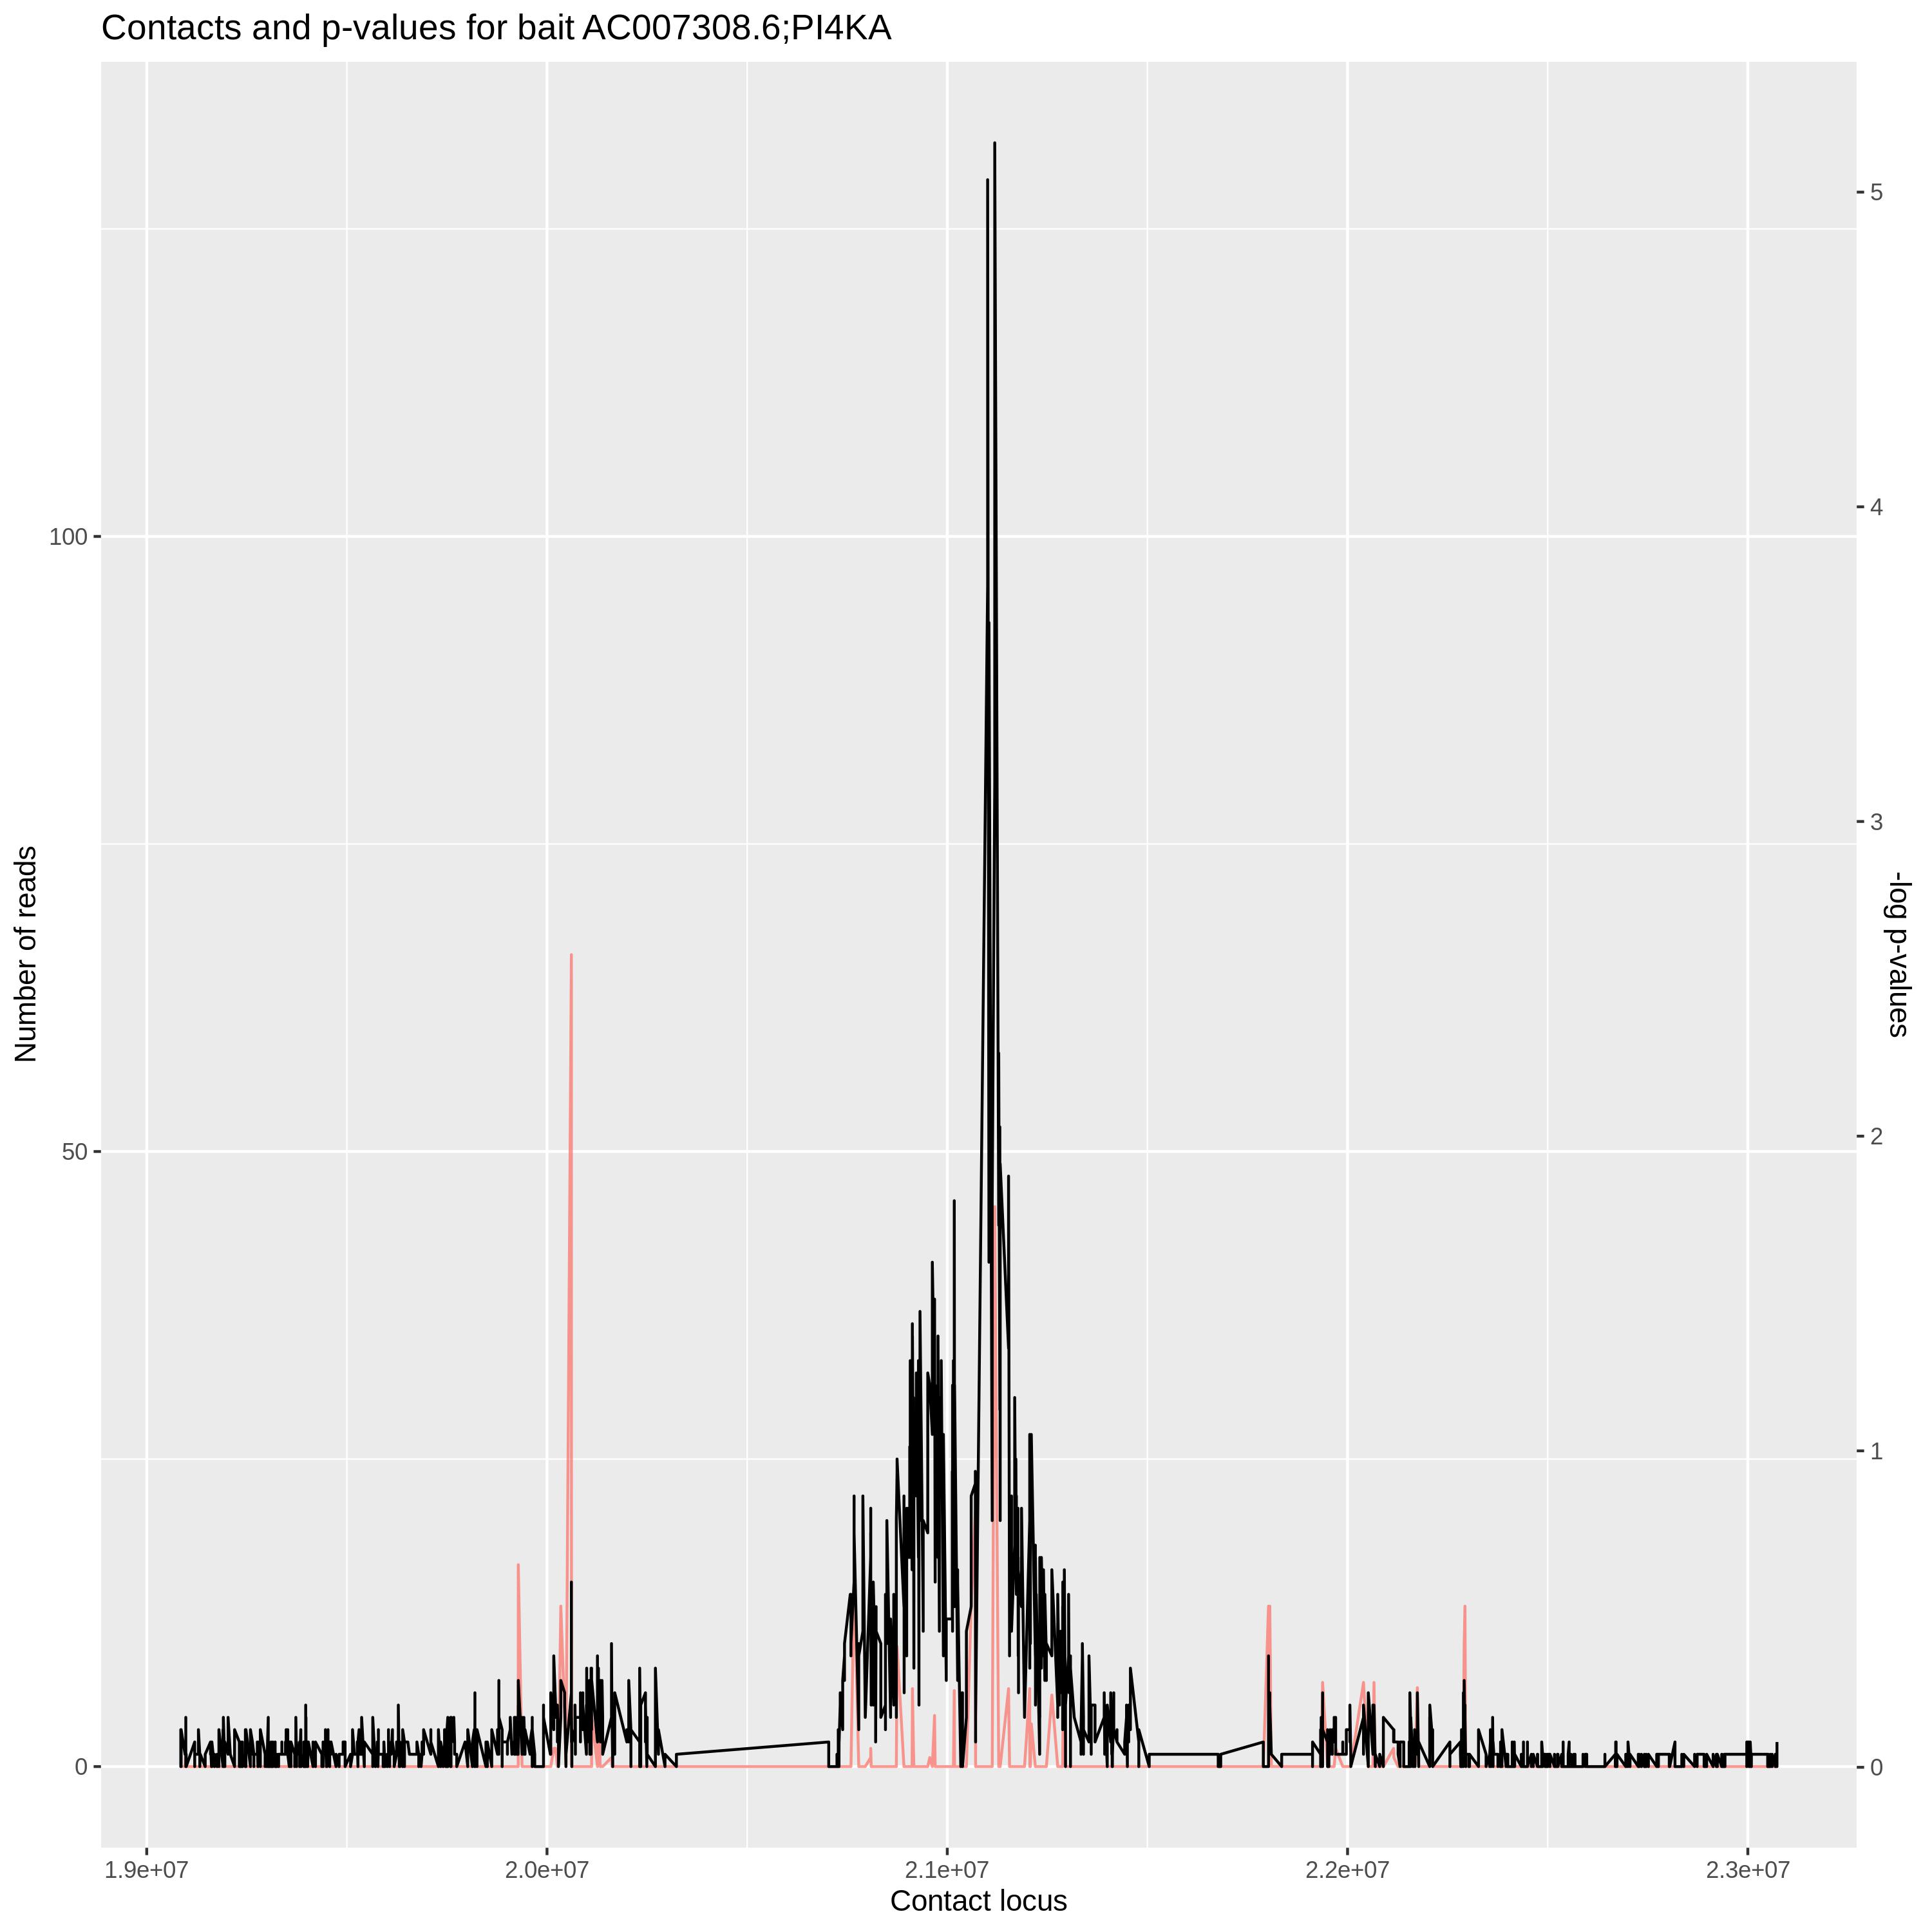 Contacts and p-values for bait AC007308.6;PI4KA
Number of reads
100
50
0
5
4
3
2
1
0
-log p-values
1.9e+07
2.0e+07
2.1e+07
2.2e+07
2.3e+07
Contact locus